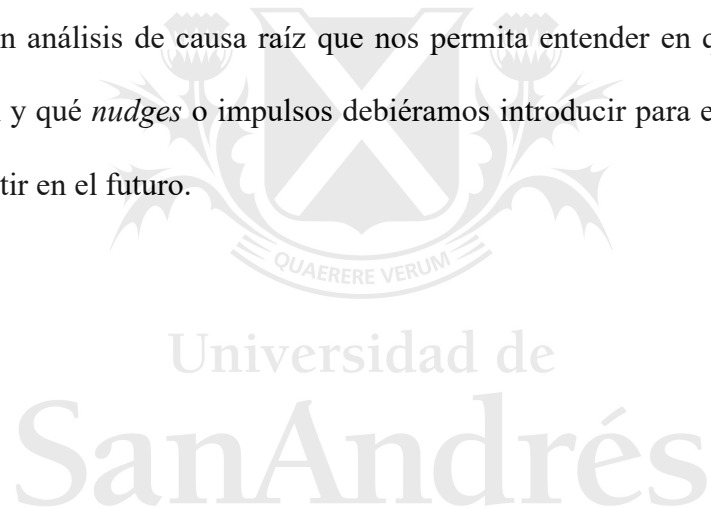 n análisis de causa raíz que nos permita entender en
y qué nudges o impulsos debiéramos introducir para e
tir en el futuro.
QUAERERE VERUM
Universidad de
SanAndrés